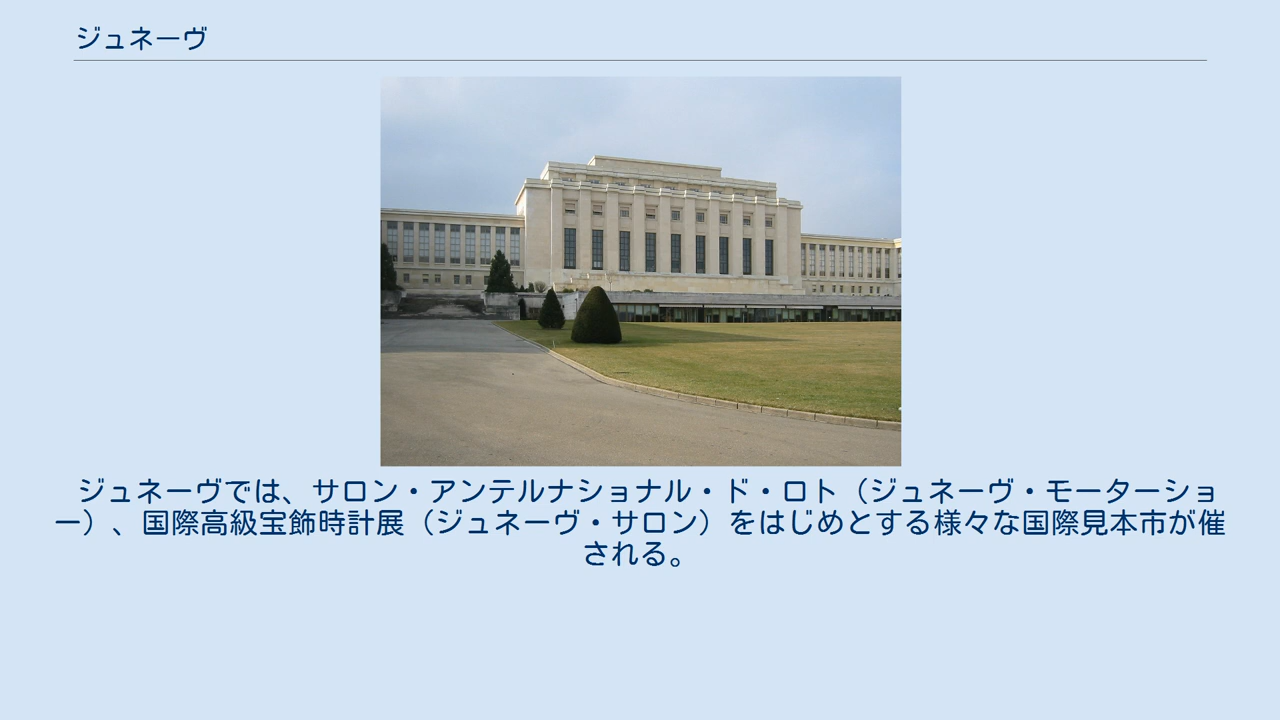 ジュネーヴ
ジュネーヴでは、サロン・アンテルナショナル・ド・ロト（ジュネーヴ・モーターショ
ー）、国際高級宝飾時計展（ジュネーヴ・サロン）をはじめとする様々な国際見本市が催
される。